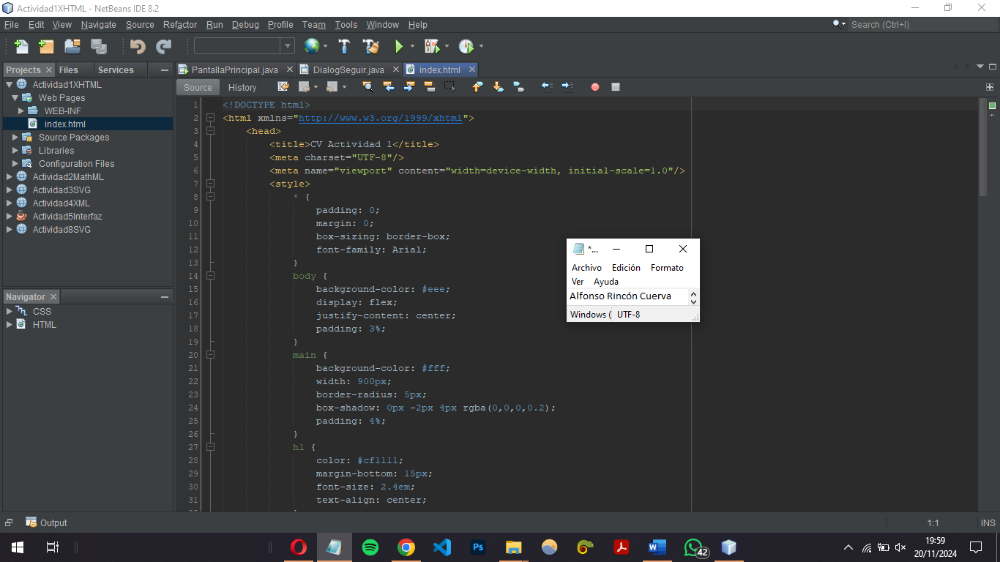 Actividad1XHTML - NetBeans IDE 8.2
File Edit View Navigate Source Refactor Run Debug Profile Team Tools Window Help
Search (Ctrl+I)
Projects Files Services
PantallaPrincipal.java DialogSeguir.java index.html
Source History
Actividad1XHTML
Web Pages
WEB-INF
index.html
Source Packages
Libraries
Configuration Files
Actividad2MathML
Actividad3SVG
Actividad4XML
Actividad5Interfaz
Actividad8SVG
Navigator
CSS
HTML
1 <!DOCTYPE html>
2 <html xmlns="http://www.w3.org/1999/xhtml">
3 <head>
4 <title>CV Actividad 1</title>
5 <meta charset="UTF-8"/>
6 <meta name="viewport" content="width=device-width, initial-scale=1.0"/>
7 <style>
8 * {
9 padding: 0;
10 margin: 0;
11 box-sizing: border-box;
12 font-family: Arial;
13 }
14 body {
15 background-color: #eee;
16 display: flex;
17 justify-content: center;
18 padding: 3%;
19 }
20 main {
21 background-color: #fff;
22 width: 900px;
23 border-radius: 5px;
24 box-shadow: 0px -2px 4px rgba(0,0,0,0.2);
25 padding: 4%;
26 }
27 h1 {
28 color: #cf1111;
29 margin-bottom: 15px;
30 font-size: 2.4em;
31 text-align: center;
*...
Archivo Edición Formato
Ver Ayuda
Alfonso Rincón Cuerva
Windows ( UTF-8
Output
1:1 INS
42
19:59
20/11/2024